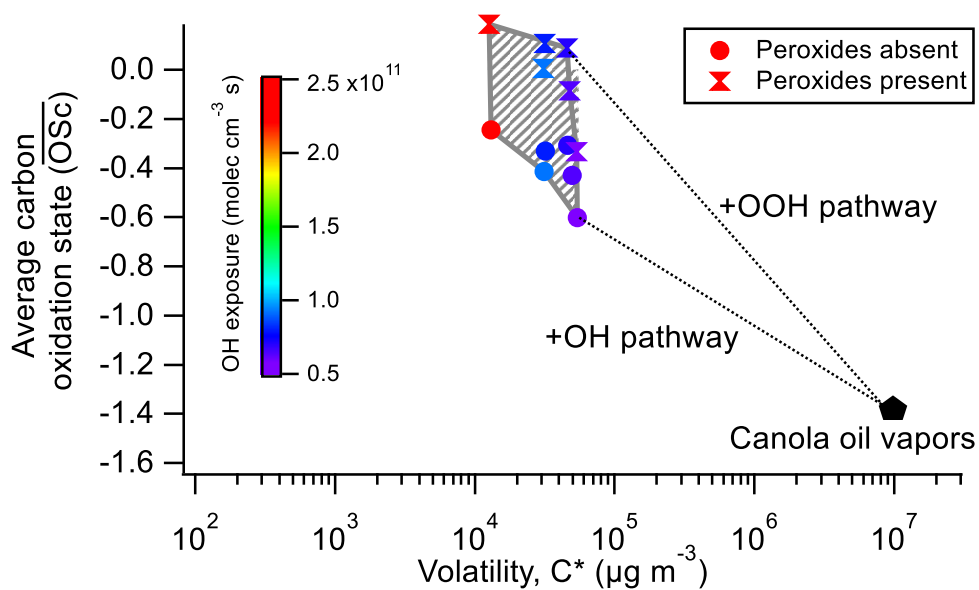 Peroxides absent
Peroxides present
0.0
-0.2
-0.4
-0.6
-0.8
-1.0
-1.2
-1.4
-1.6
Average carbon
oxidation state (O̅S̅c̅)
2.5 x10¹¹
2.0
1.5
1.0
0.5
OH exposure (molec cm⁻³ s)
+OOH pathway
+OH pathway
Canola oil vapors
10² 10³ 10⁴ 10⁵ 10⁶ 10⁷
Volatility, C* (µg m⁻³)